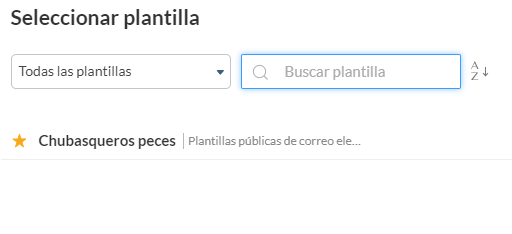 Seleccionar plantilla
Todas las plantillas
Buscar plantilla
A
Z
Chubasqueros peces
Plantillas públicas de correo ele...